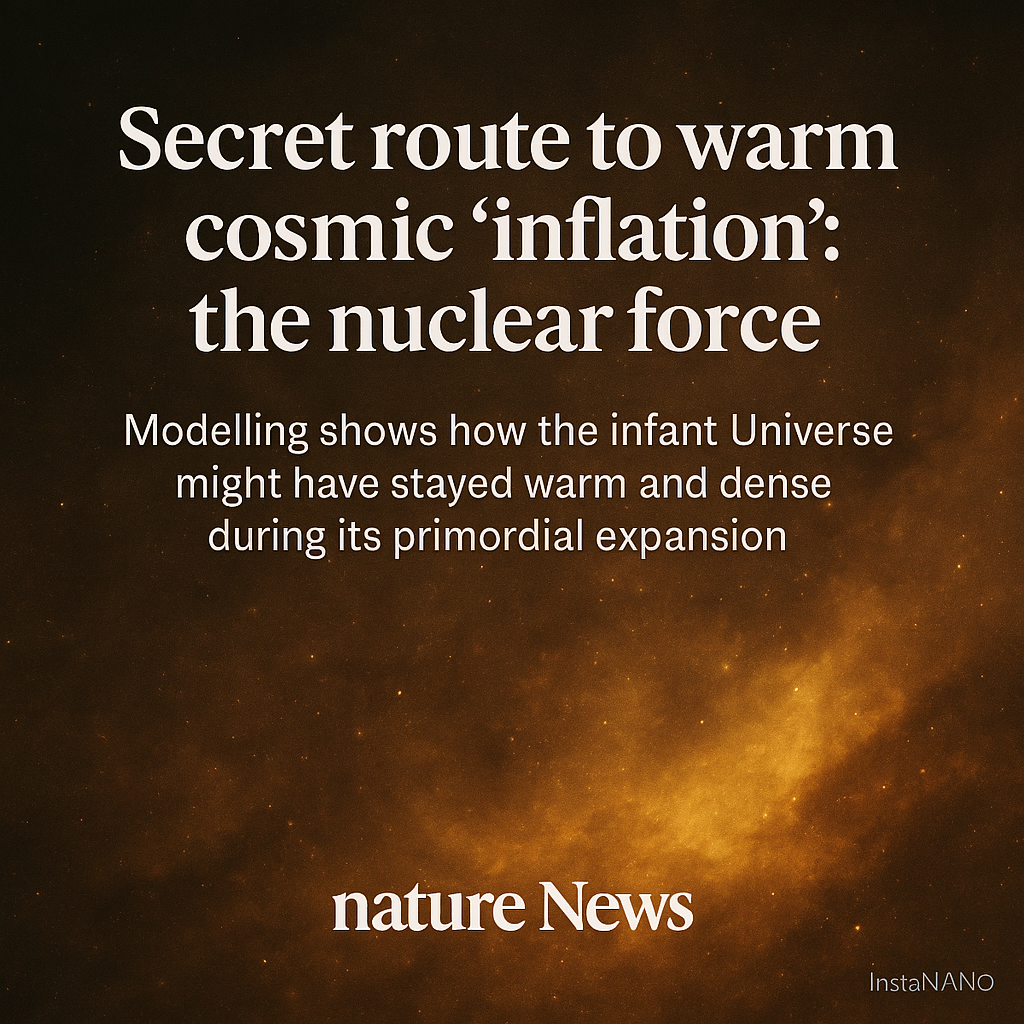 Secret route to warm
cosmic ‘inflation’:
the nuclear force
Modelling shows how the infant Universe
might have stayed warm and dense
during its primordial expansion
nature News
InstaNANO